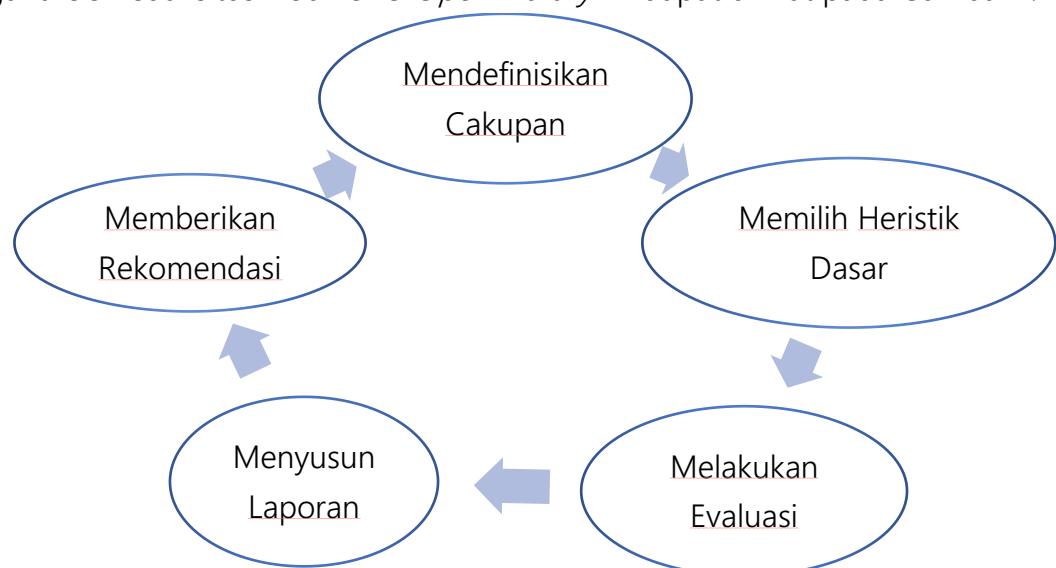 Mendefinisikan
Cakupan
Memberikan
Rekomendasi
Memilih Heristik
Dasar
Menyusun
Laporan
Melakukan
Evaluasi